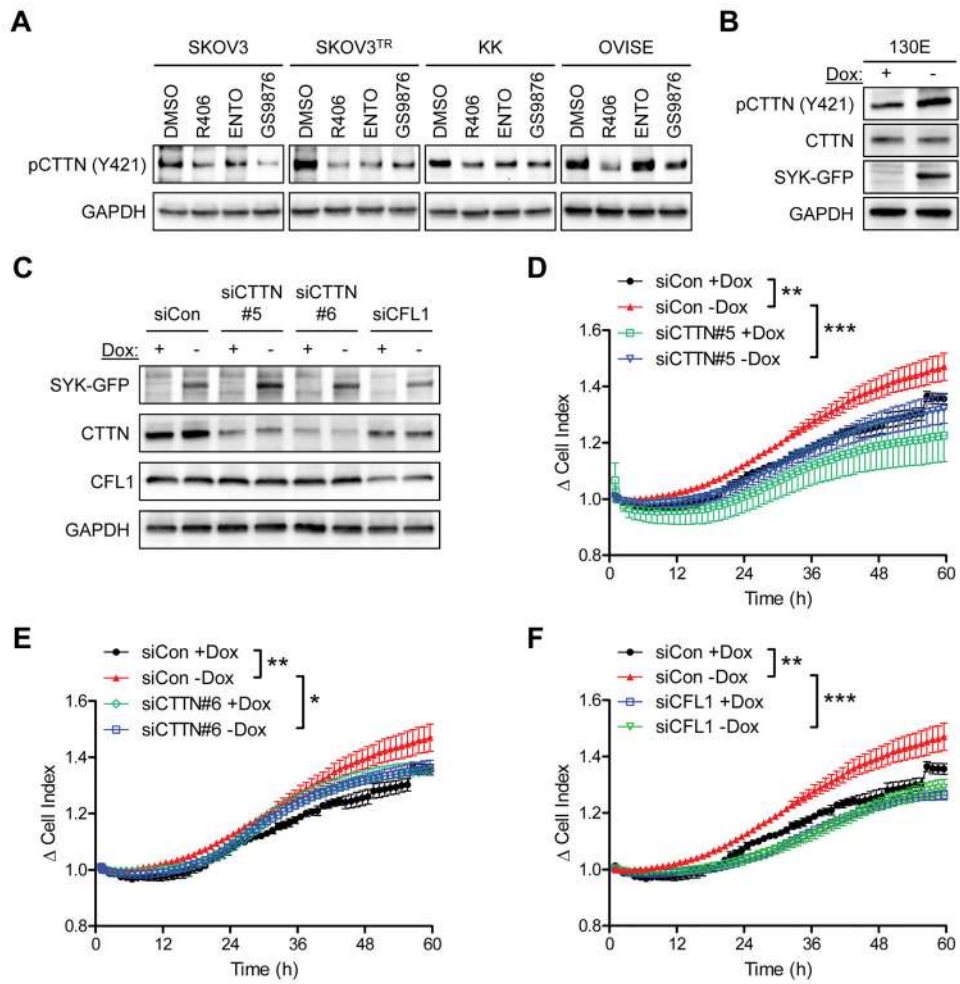 A
SKOV3 SKOV3TR KK OVISE
DMSO R406 ENTO GS9876 DMSO R406 ENTO GS9876 DMSO R406 ENTO GS9876 DMSO R406 ENTO GS9876
pCTTN (Y421)
GAPDH
B
130E
Dox: + -
pCTTN (Y421)
CTTN
SYK-GFP
GAPDH
C
siCon siCTTN #5 siCTTN #6 siCFL1
Dox: + - + - + - + -
SYK-GFP
CTTN
CFL1
GAPDH
D
siCon +Dox
siCon -Dox
siCTTN#5 +Dox
siCTTN#5 -Dox
**
***
Δ Cell Index
1.6
1.4
1.2
1.0
0.8
0 12 24 36 48 60
Time (h)
E
siCon +Dox
siCon -Dox
siCTTN#6 +Dox
siCTTN#6 -Dox
**
*
Δ Cell Index
1.6
1.4
1.2
1.0
0.8
0 12 24 36 48 60
Time (h)
F
siCon +Dox
siCon -Dox
siCFL1 +Dox
siCFL1 -Dox
**
***
Δ Cell Index
1.6
1.4
1.2
1.0
0.8
0 12 24 36 48 60
Time (h)